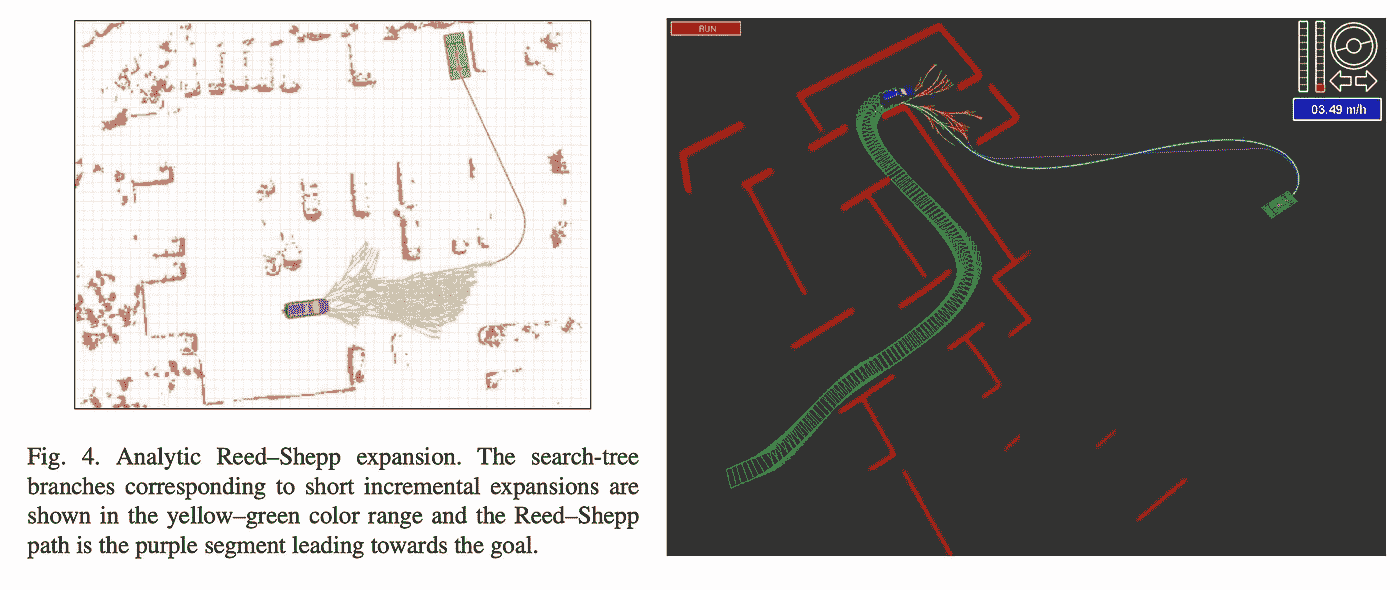 Fig. 4. Analytic Reed–Shepp expansion. The search-tree
branches corresponding to short incremental expansions are
shown in the yellow–green color range and the Reed–Shepp
path is the purple segment leading towards the goal.
RUN
03.49 m/h